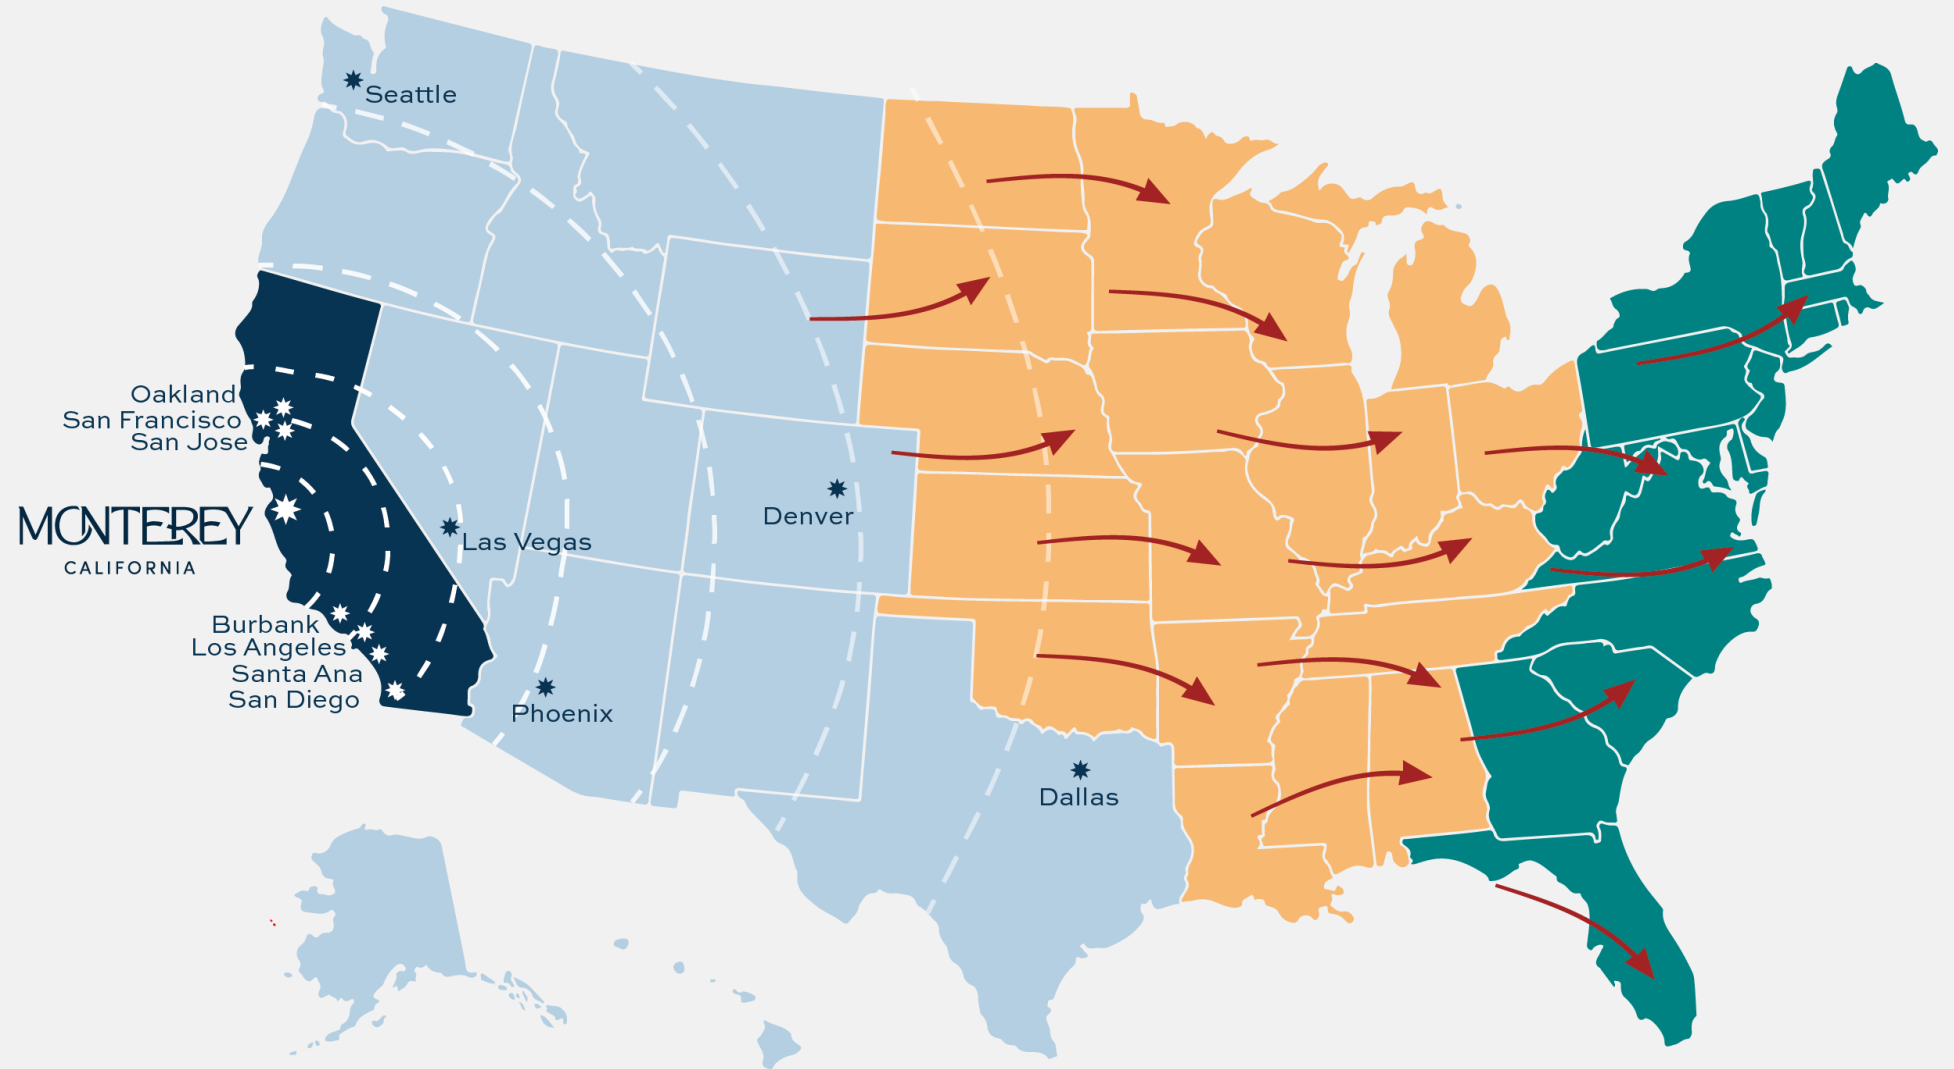 Seattle
Oakland
San Francisco
San Jose
MONTEREY
CALIFORNIA
Denver
Las Vegas
Burbank
Los Angeles
Santa Ana
San Diego
Phoenix
Dallas